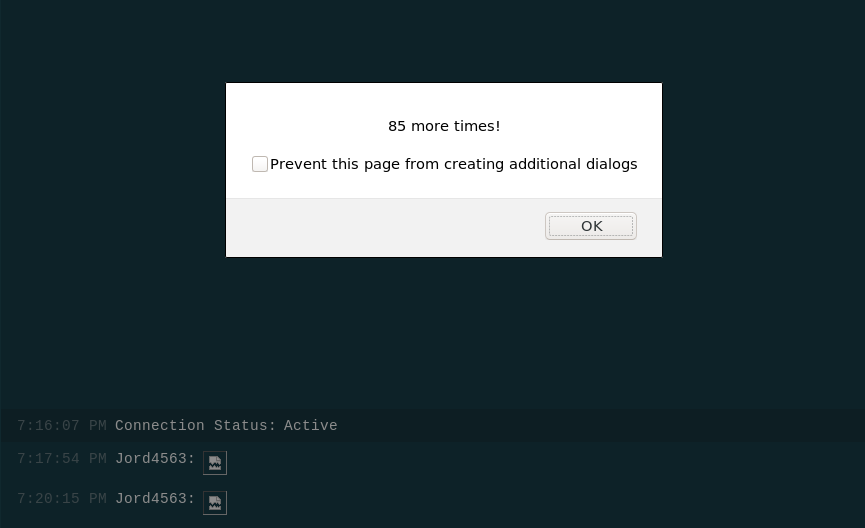 85 more times!
Prevent this page from creating additional dialogs
OK
7:16:07 PM Connection Status: Active
7:17:54 PM Jord4563:
7:20:15 PM Jord4563: